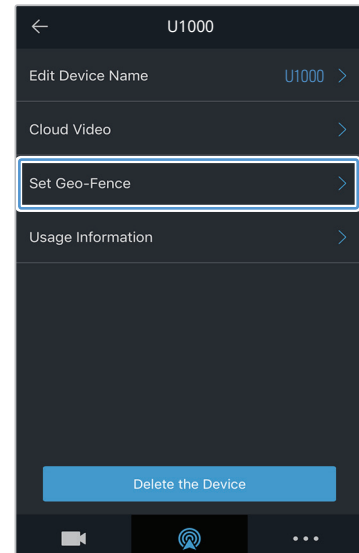 U1000
Edit Device Name U1000
Cloud Video
Set Geo-Fence
Usage Information
Delete the Device